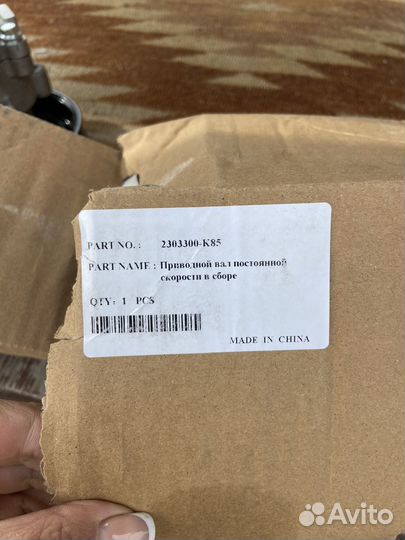 PART NO. : 2303300-K85
PART NAME : Приводной вал постоянной
скорости в сборе
QTY: 1 PCS
MADE IN CHINA
Avito